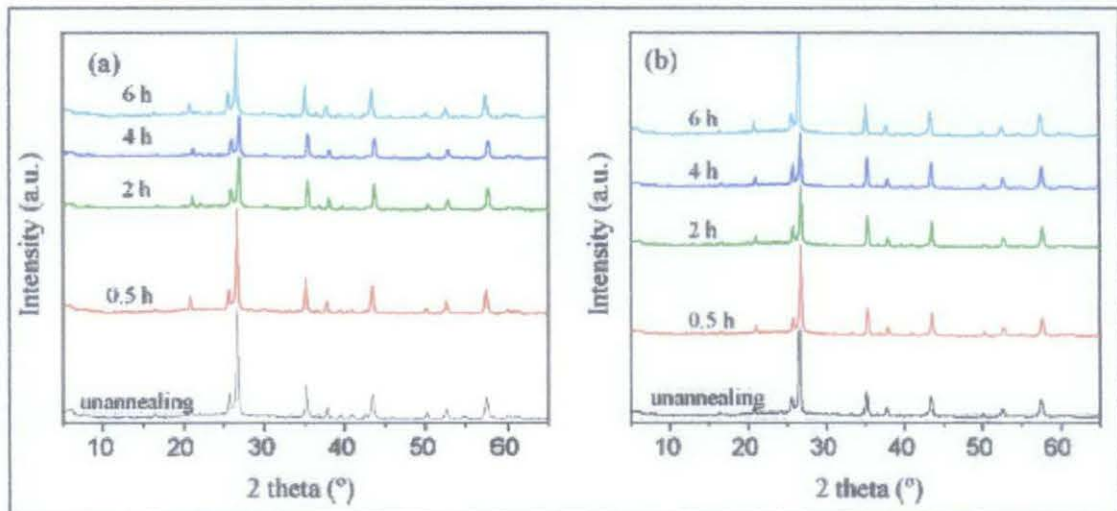 (a)
6 h
4 h
2 h
0.5 h
unannealing
Intensity (a.u.)
10 20 30 40 50 60
2 theta (°)
(b)
6 h
4 h
2 h
0.5 h
unannealing
Intensity (a.u.)
10 20 30 40 50 60
2 theta (°)